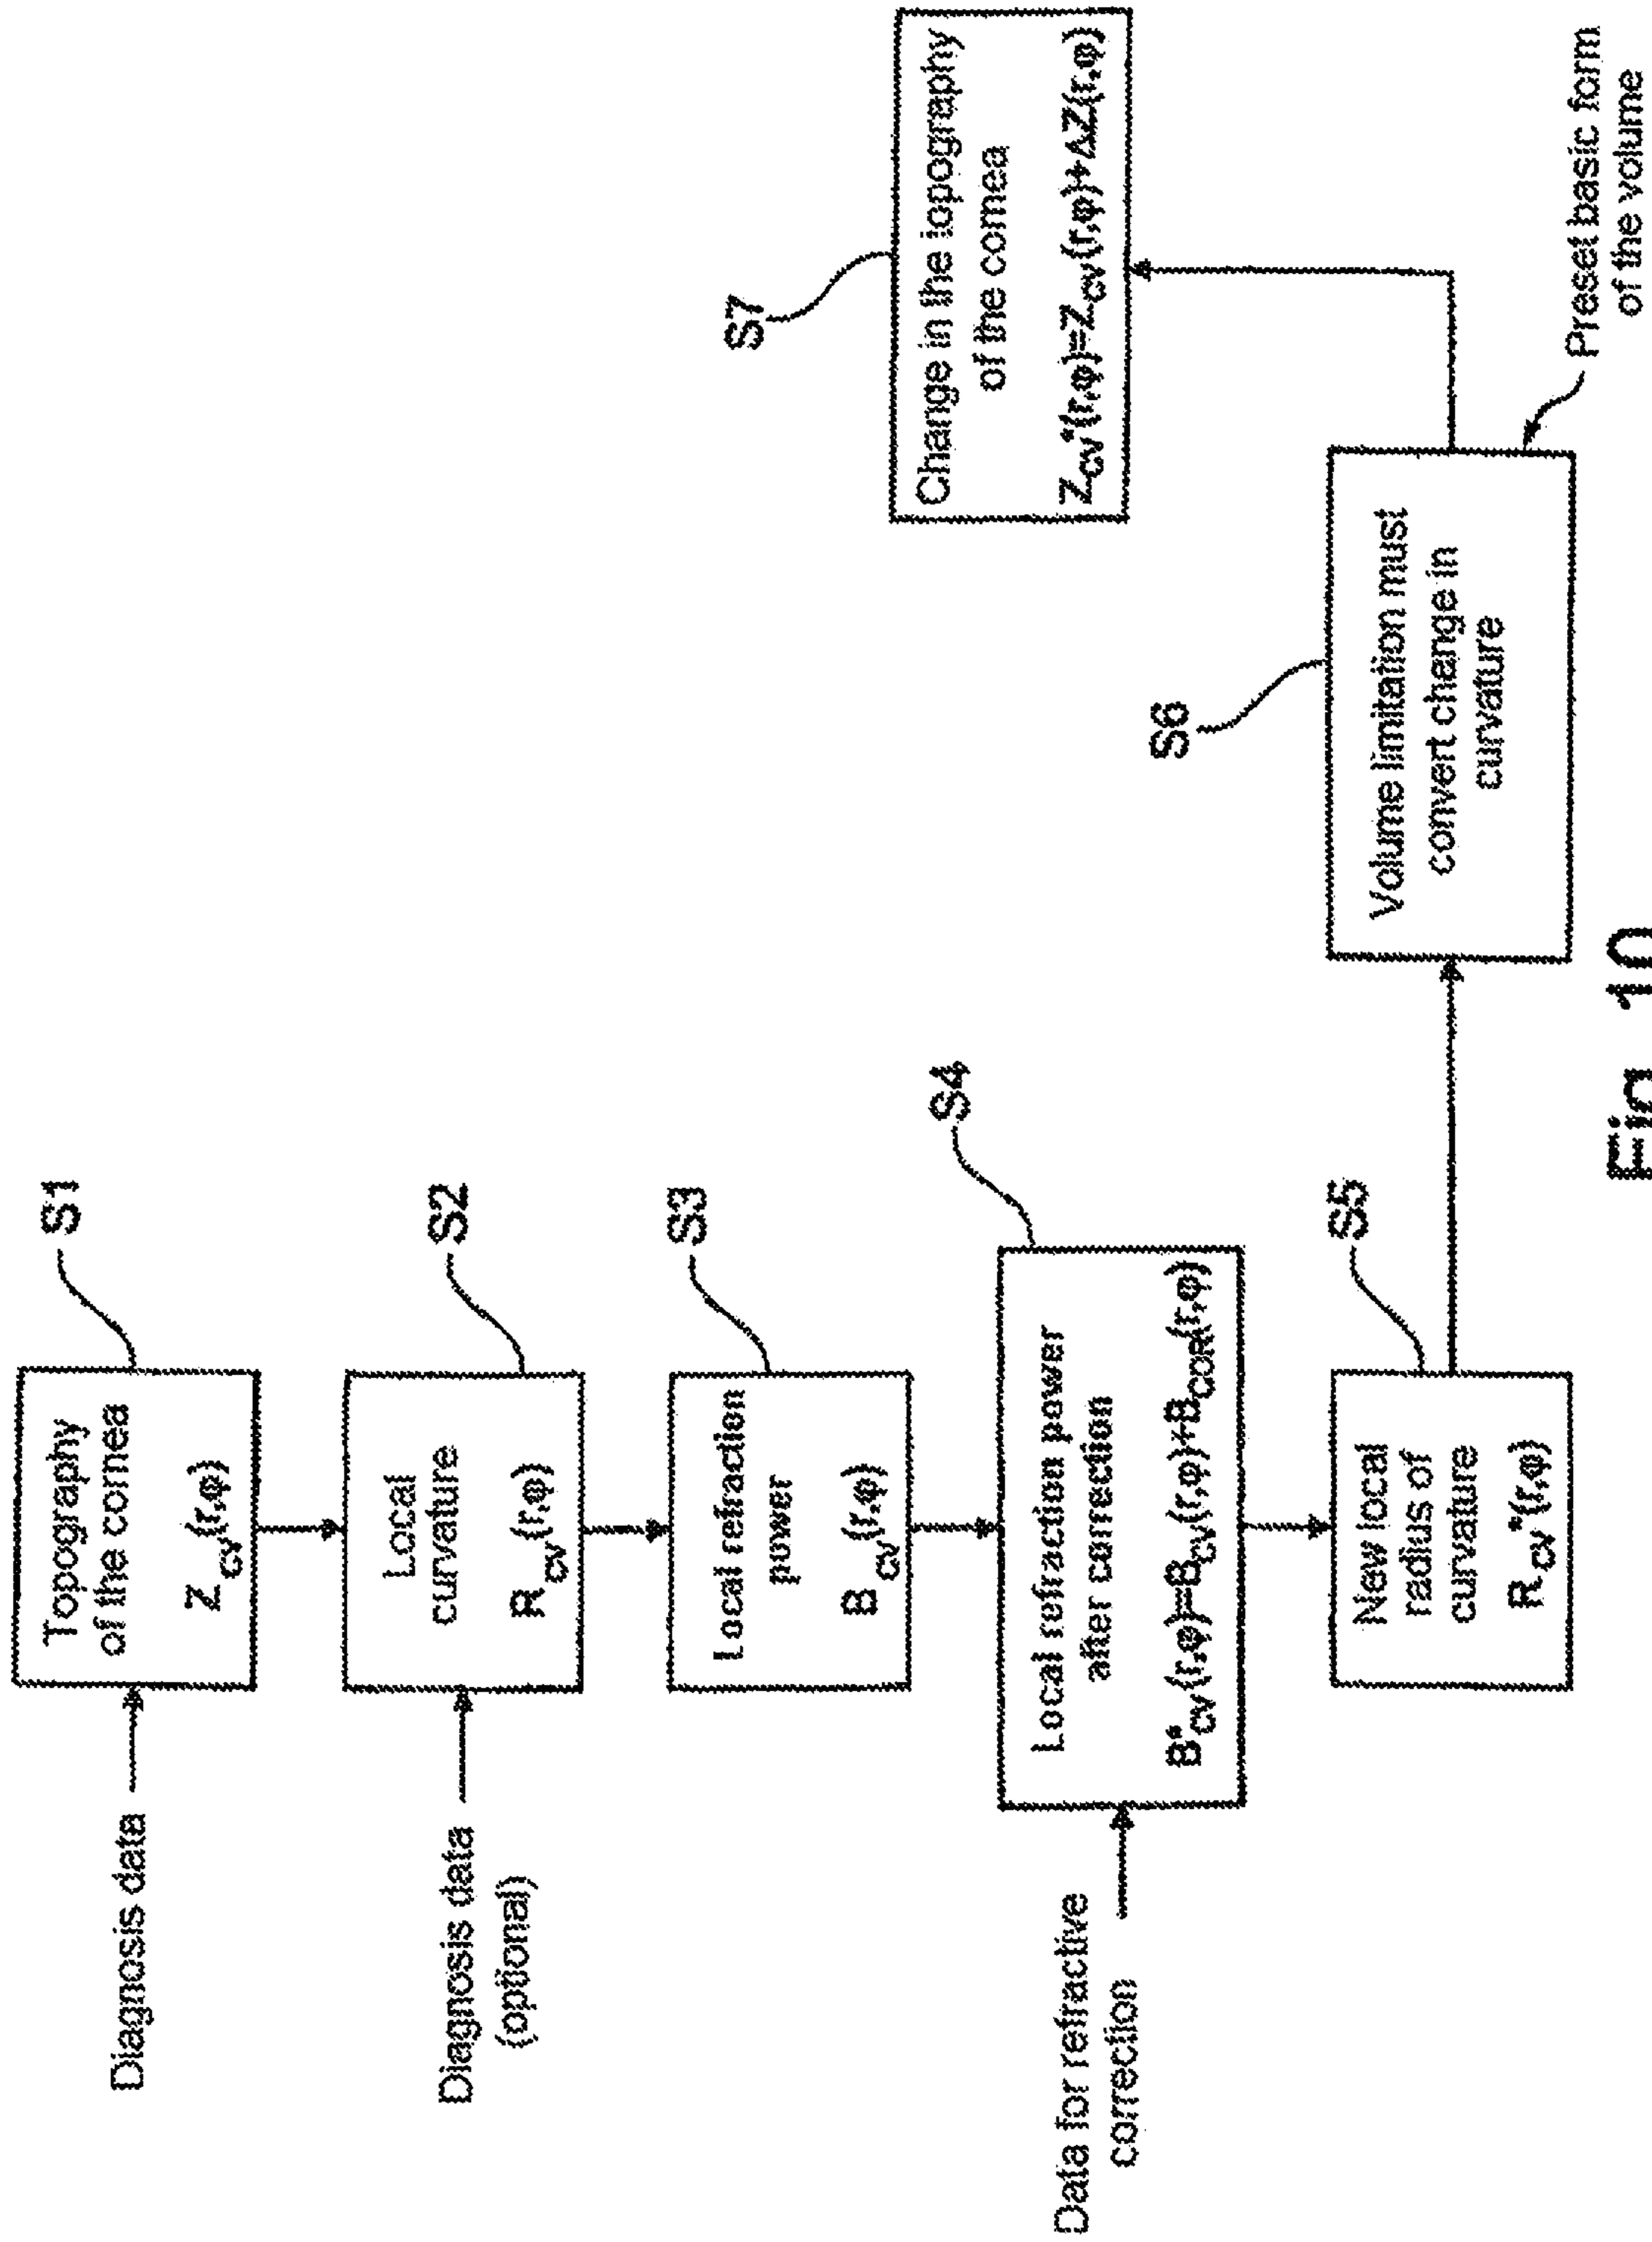 Diagnosis data
Topography
of the cornea
Z_CV(r,φ)
S1
Diagnosis data
(optional)
Local
curvature
R_CV(r,φ)
S2
Local refraction
power
B_CV(r,φ)
S3
Data for refractive
correction
Local refraction power
after correction
B*_CV(r,φ)=B_CV(r,φ)+B_COR(r,φ)
S4
New local
radius of
curvature
R_CV*(r,φ)
S5
Volume limitation must
convert change in
curvature
S6
Preset basic form
of the volume
Change in the topography
of the cornea
Z_CV*(r,φ)=Z_CV(r,φ)+ΔZ(r,φ)
S7
Fig. 10